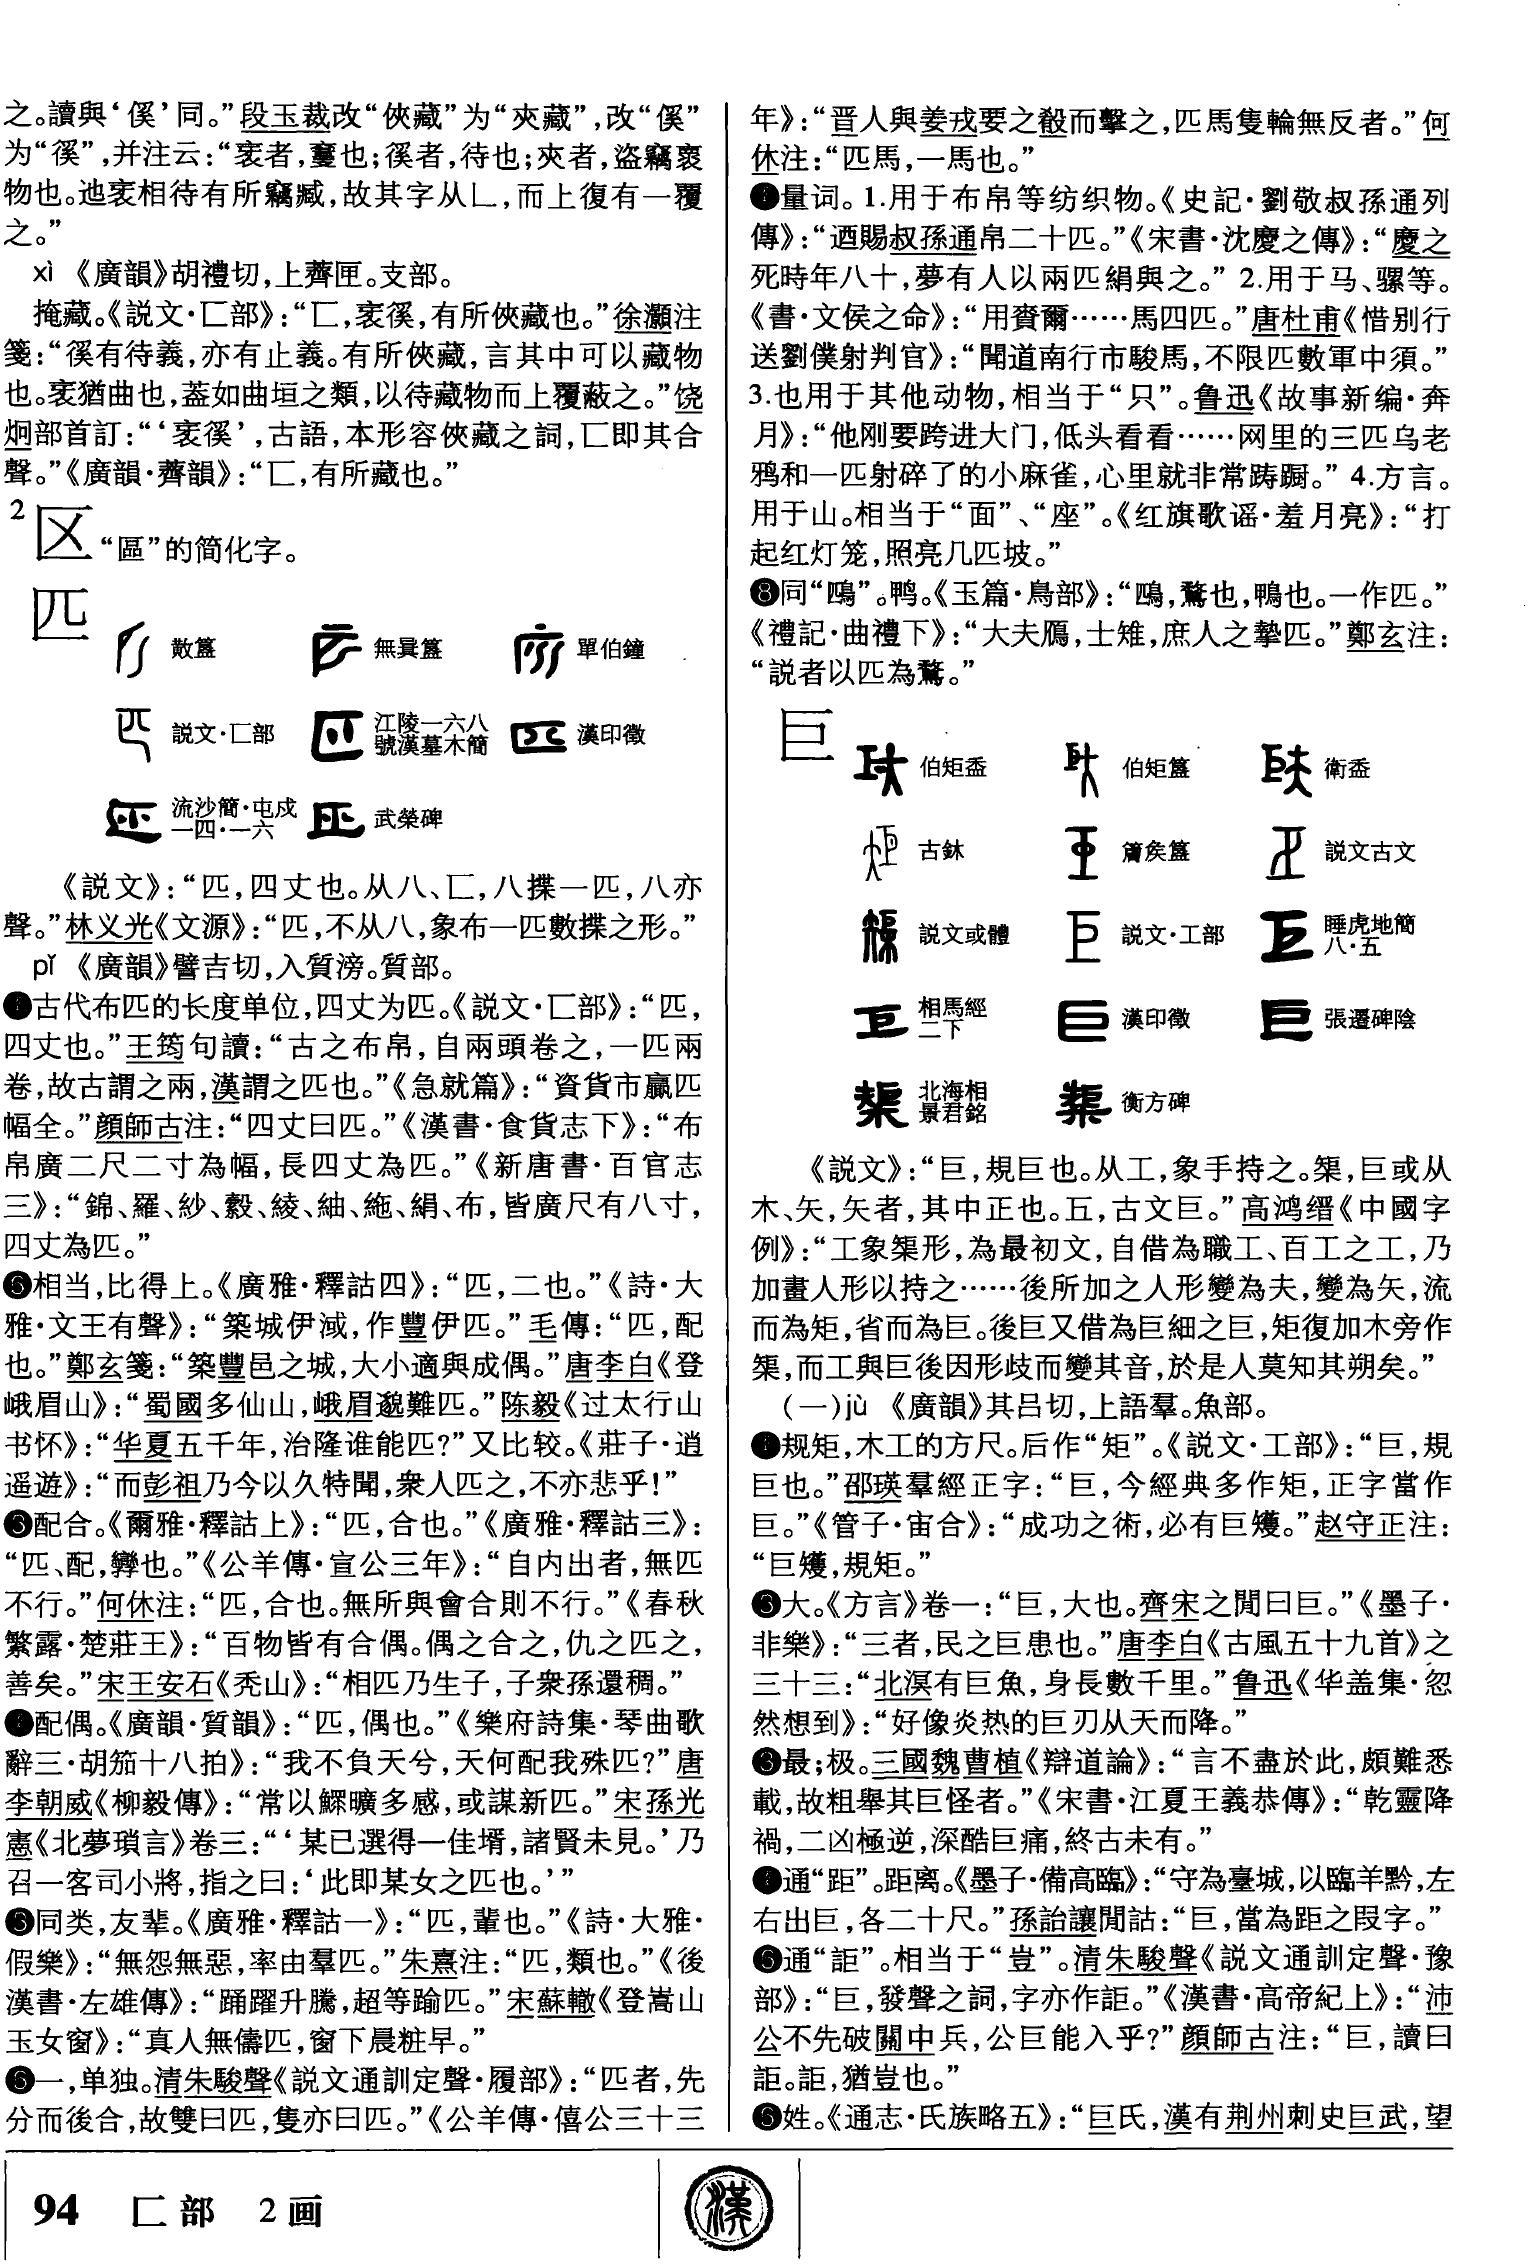 之。讀與‘傒’同。”段玉裁改“俠藏”为“夾藏”,改“傒”
为“徯”,并注云:“衺者,䙝也;徯者,待也;夾者,盜竊褱
物也。迆衺相待有所竊臧,故其字从乚,而上復有一覆
之。”
xì 《廣韻》胡禮切,上薺匣。支部。
掩藏。《説文·匸部》:“匸,衺徯,有所俠藏也。”徐灝注
箋:“徯有待義,亦有止義。有所俠藏,言其中可以藏物
也。衺猶曲也,葢如曲垣之類,以待藏物而上覆蔽之。”饶
炯部首訂:“‘衺徯’,古語,本形容俠藏之詞,匸即其合
聲。”《廣韻·薺韻》:“匸,有所藏也。”
2
区 “區”的简化字。
匹
㪚簋 無㠱簋 單伯鐘
説文·匸部 江陵一六八號漢墓木簡 漢印徵
流沙簡·屯戍一四·一六 武榮碑
《説文》:“匹,四丈也。从八、匸,八揲一匹,八亦
聲。”林义光《文源》:“匹,不从八,象布一匹數揲之形。”
pǐ 《廣韻》譬吉切,入質滂。質部。
❶古代布匹的长度单位,四丈为匹。《説文·匸部》:“匹,
四丈也。”王筠句讀:“古之布帛,自兩頭卷之,一匹兩
卷,故古謂之兩,漢謂之匹也。”《急就篇》:“資貨市贏匹
幅全。”顔師古注:“四丈曰匹。”《漢書·食貨志下》:“布
帛廣二尺二寸為幅,長四丈為匹。”《新唐書·百官志
三》:“錦、羅、紗、縠、綾、紬、絁、絹、布,皆廣尺有八寸,
四丈為匹。”
❷相当,比得上。《廣雅·釋詁四》:“匹,二也。”《詩·大
雅·文王有聲》:“築城伊淢,作豐伊匹。”毛傳:“匹,配
也。”鄭玄箋:“築豐邑之城,大小適與成偶。”唐李白《登
峨眉山》:“蜀國多仙山,峨眉邈難匹。”陈毅《过太行山
书怀》:“华夏五千年,治隆谁能匹?”又比较。《莊子·逍
遥遊》:“而彭祖乃今以久特聞,衆人匹之,不亦悲乎!”
❸配合。《爾雅·釋詁上》:“匹,合也。”《廣雅·釋詁三》:
“匹、配,孿也。”《公羊傳·宣公三年》:“自内出者,無匹
不行。”何休注:“匹,合也。無所與會合則不行。”《春秋
繁露·楚莊王》:“百物皆有合偶。偶之合之,仇之匹之,
善矣。”宋王安石《秃山》:“相匹乃生子,子衆孫還稠。”
❹配偶。《廣韻·質韻》:“匹,偶也。”《樂府詩集·琴曲歌
辭三·胡笳十八拍》:“我不負天兮,天何配我殊匹?”唐
李朝威《柳毅傳》:“常以鰥曠多感,或謀新匹。”宋孫光
憲《北夢瑣言》卷三:“‘某已選得一佳壻,諸賢未見。’乃
召一客司小將,指之曰:‘此即某女之匹也。’”
❺同类,友辈。《廣雅·釋詁一》:“匹,輩也。”《詩·大雅·
假樂》:“無怨無惡,率由羣匹。”朱熹注:“匹,類也。”《後
漢書·左雄傳》:“踊躍升騰,超等踰匹。”宋蘇轍《登嵩山
玉女窗》:“真人無儔匹,窗下晨粧早。”
❻一,单独。清朱駿聲《説文通訓定聲·履部》:“匹者,先
分而後合,故雙曰匹,隻亦曰匹。”《公羊傳·僖公三十三
年》:“晋人與姜戎要之殽而擊之,匹馬隻輪無反者。”何
休注:“匹馬,一馬也。”
❼量词。1.用于布帛等纺织物。《史記·劉敬叔孫通列
傳》:“迺賜叔孫通帛二十匹。”《宋書·沈慶之傳》:“慶之
死時年八十,夢有人以兩匹絹與之。” 2.用于马、骡等。
《書·文侯之命》:“用賚爾……馬四匹。”唐杜甫《惜别行
送劉僕射判官》:“聞道南行市駿馬,不限匹數軍中須。”
3.也用于其他动物,相当于“只”。鲁迅《故事新编·奔
月》:“他刚要跨进大门,低头看看……网里的三匹乌老
鸦和一匹射碎了的小麻雀,心里就非常踌蹰。” 4.方言。
用于山。相当于“面”、“座”。《红旗歌谣·羞月亮》:“打
起红灯笼,照亮几匹坡。”
❽同“鴄”。鸭。《玉篇·鳥部》:“鴄,鶩也,鴨也。一作匹。”
《禮記·曲禮下》:“大夫鴈,士雉,庶人之摯匹。”鄭玄注:
“説者以匹為鶩。”
巨
伯矩盉 伯矩簋 衛盉
古鉨 𥴠矦簋 説文古文
説文或體 説文·工部 睡虎地簡八·五
相馬經二下 漢印徵 張遷碑陰
北海相景君銘 衡方碑
《説文》:“巨,規巨也。从工,象手持之。榘,巨或从
木、矢,矢者,其中正也。𢀑,古文巨。”高鸿缙《中國字
例》:“工象榘形,為最初文,自借為職工、百工之工,乃
加畫人形以持之……後所加之人形變為夫,變為矢,流
而為矩,省而為巨。後巨又借為巨細之巨,矩復加木旁作
榘,而工與巨後因形歧而變其音,於是人莫知其朔矣。”
(一)jù 《廣韻》其吕切,上語羣。魚部。
❶规矩,木工的方尺。后作“矩”。《説文·工部》:“巨,規
巨也。”邵瑛羣經正字:“巨,今經典多作矩,正字當作
巨。”《管子·宙合》:“成功之術,必有巨矱。”赵守正注:
“巨矱,規矩。”
❷大。《方言》卷一:“巨,大也。齊宋之閒曰巨。”《墨子·
非樂》:“三者,民之巨患也。”唐李白《古風五十九首》之
三十三:“北溟有巨魚,身長數千里。”鲁迅《华盖集·忽
然想到》:“好像炎热的巨刃从天而降。”
❸最;极。三國魏曹植《辯道論》:“言不盡於此,頗難悉
載,故粗舉其巨怪者。”《宋書·江夏王義恭傳》:“乾靈降
禍,二凶極逆,深酷巨痛,終古未有。”
❹通“距”。距离。《墨子·備高臨》:“守為臺城,以臨羊黔,左
右出巨,各二十尺。”孫詒讓閒詁:“巨,當為距之叚字。”
❺通“詎”。相当于“豈”。清朱駿聲《説文通訓定聲·豫
部》:“巨,發聲之詞,字亦作詎。”《漢書·高帝紀上》:“沛
公不先破關中兵,公巨能入乎?”顔師古注:“巨,讀曰
詎。詎,猶豈也。”
❻姓。《通志·氏族略五》:“巨氏,漢有荆州刺史巨武,望
94 匸部 2画
漢